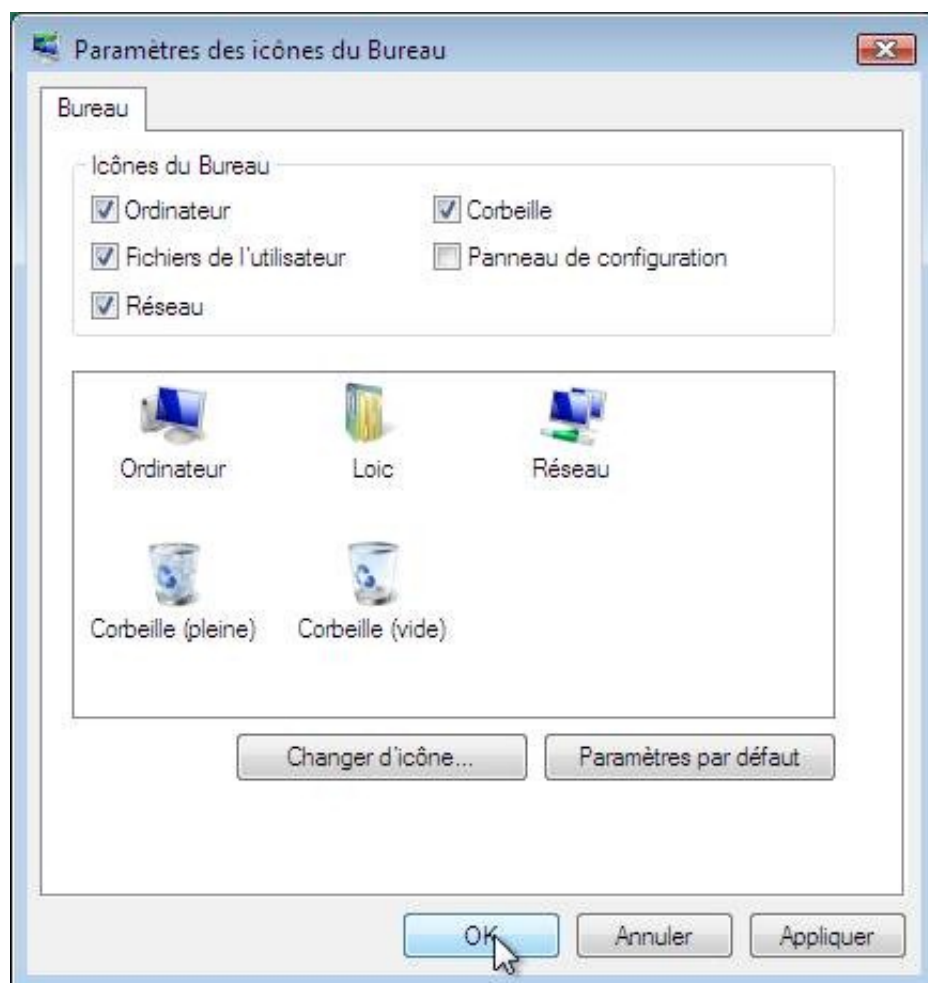 Paramètres des icônes du Bureau
Bureau
Icônes du Bureau
Ordinateur
Corbeille
Fichiers de l'utilisateur
Panneau de configuration
Réseau
Ordinateur
Loic
Réseau
Corbeille (pleine)
Corbeille (vide)
Changer d'icône...
Paramètres par défaut
OK
Annuler
Appliquer